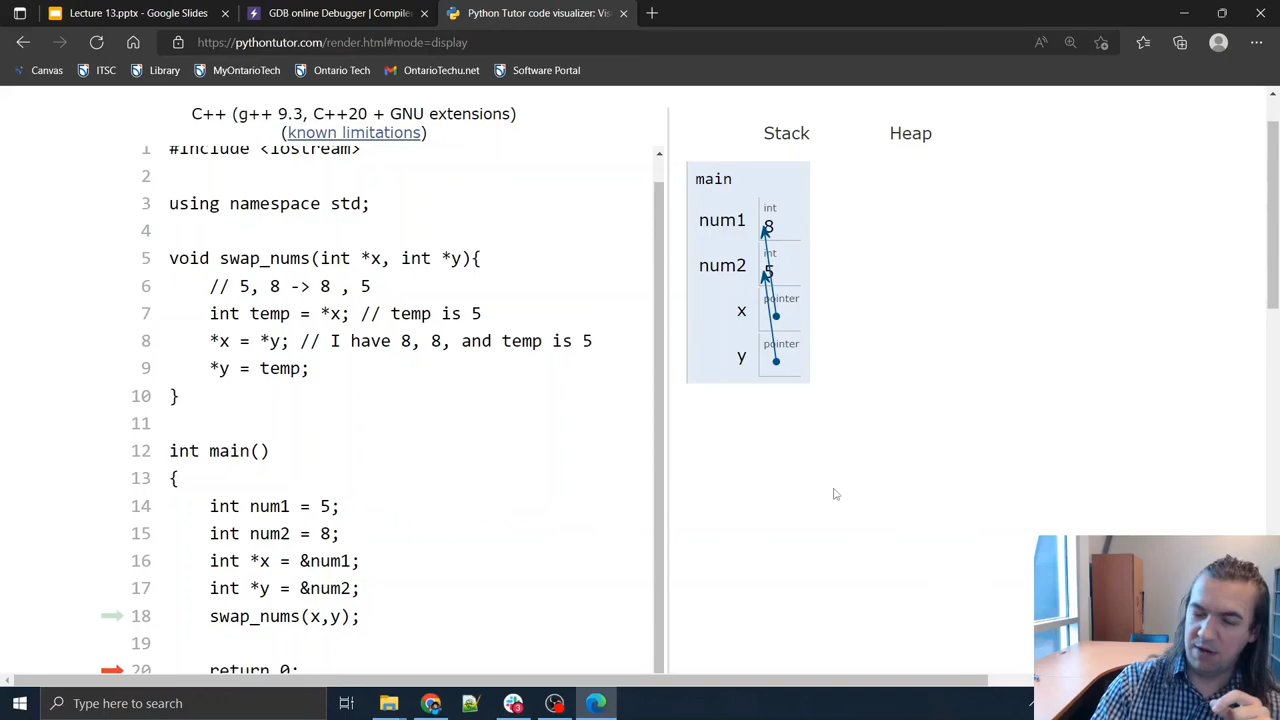 Lecture 13.pptx - Google Slides
GDB online Debugger | Compiler
Python Tutor code visualizer: Vis
https://pythontutor.com/render.html#mode=display
Canvas
ITSC
Library
MyOntarioTech
Ontario Tech
OntarioTechu.net
Software Portal
C++ (g++ 9.3, C++20 + GNU extensions)
(known limitations)
1 #include <iostream>
2
3 using namespace std;
4
5 void swap_nums(int *x, int *y){
6 // 5, 8 -> 8 , 5
7 int temp = *x; // temp is 5
8 *x = *y; // I have 8, 8, and temp is 5
9 *y = temp;
10 }
11
12 int main()
13 {
14 int num1 = 5;
15 int num2 = 8;
16 int *x = &num1;
17 int *y = &num2;
18 swap_nums(x,y);
19
20 return 0;
Stack
Heap
main
int
num1 8
int
num2 5
pointer
x
pointer
y
Type here to search
3